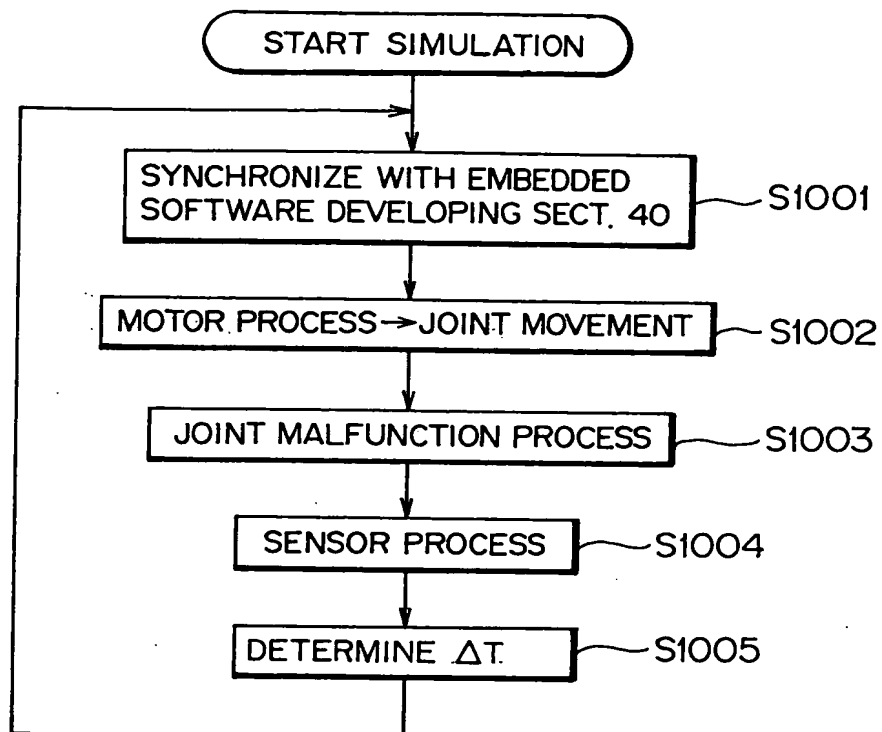 START SIMULATION
SYNCHRONIZE WITH EMBEDDED
SOFTWARE DEVELOPING SECT. 40
S1001
MOTOR PROCESS→JOINT MOVEMENT
S1002
JOINT MALFUNCTION PROCESS
S1003
SENSOR PROCESS
S1004
DETERMINE ΔT
S1005